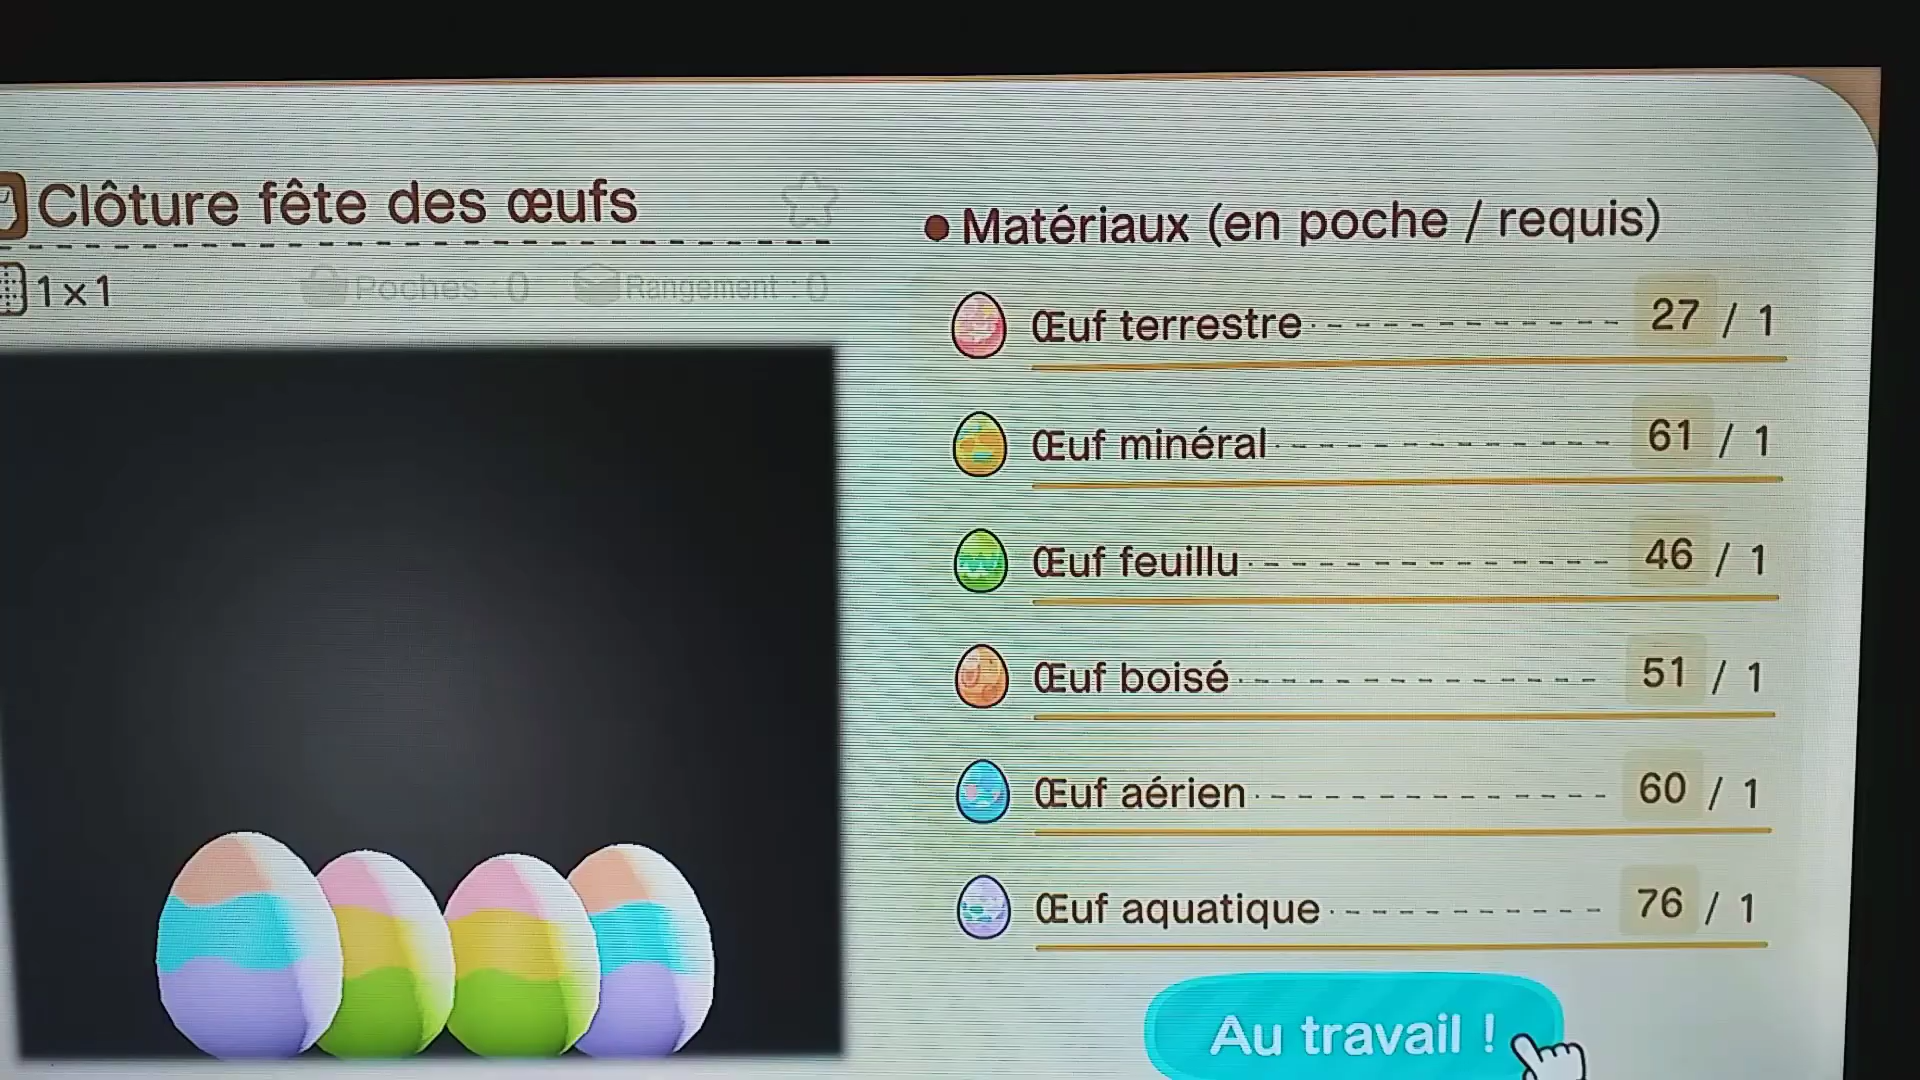 Clôture fête des œufs
1x1
Poches : 0
Rangement : 0
Matériaux (en poche / requis)
Œuf terrestre 27 / 1
Œuf minéral 61 / 1
Œuf feuillu 46 / 1
Œuf boisé 51 / 1
Œuf aérien 60 / 1
Œuf aquatique 76 / 1
Au travail !